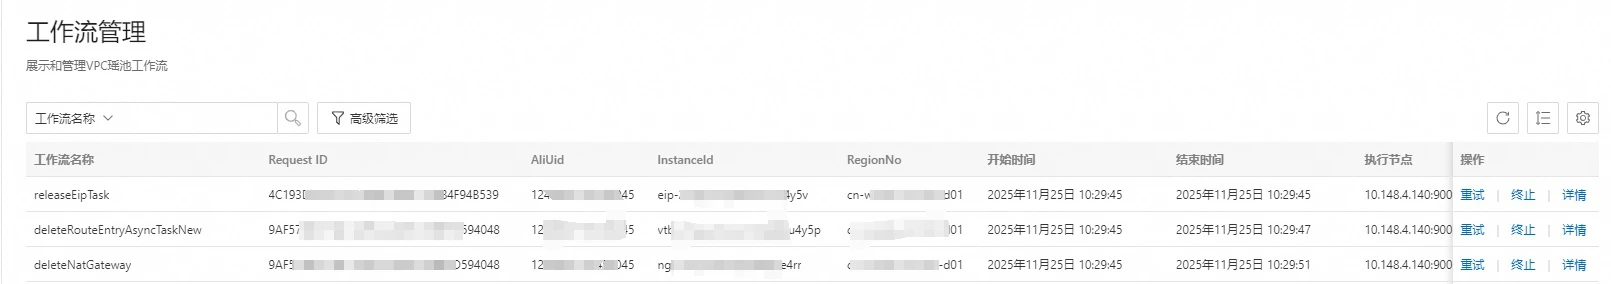 工作流管理
展示和管理VPC瑶池工作流
工作流名称 高级筛选
工作流名称 Request ID AliUid InstanceId RegionNo 开始时间 结束时间 执行节点 操作
releaseEipTask 4C193 84F94B539 124 045 eip- 4y5v cn-w d01 2025年11月25日 10:29:45 2025年11月25日 10:29:45 10.148.4.140:900 重试 终止 详情
deleteRouteEntryAsyncTaskNew 9AF57 594048 12 45 vtb u4y5p c 01 2025年11月25日 10:29:45 2025年11月25日 10:29:47 10.148.4.140:900 重试 终止 详情
deleteNatGateway 9AF5 D594048 12 045 ng e4rr c -d01 2025年11月25日 10:29:45 2025年11月25日 10:29:51 10.148.4.140:900 重试 终止 详情